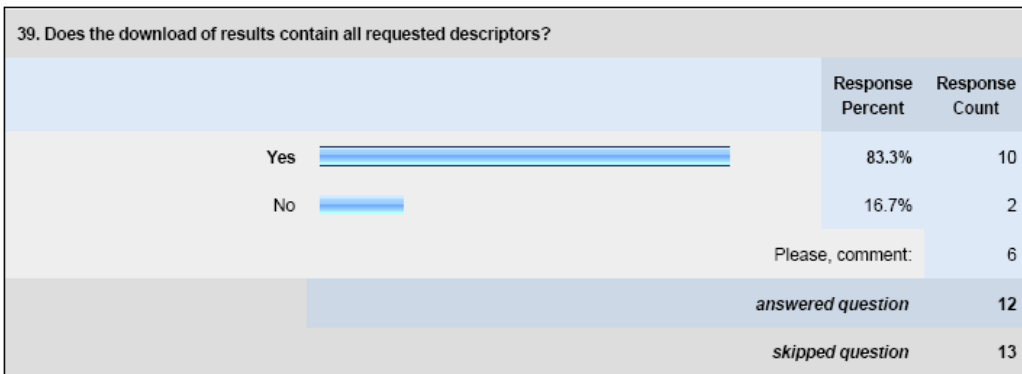 39. Does the download of results contain all requested descriptors?
Response Percent Response Count
Yes 83.3% 10
No 16.7% 2
Please, comment: 6
answered question 12
skipped question 13